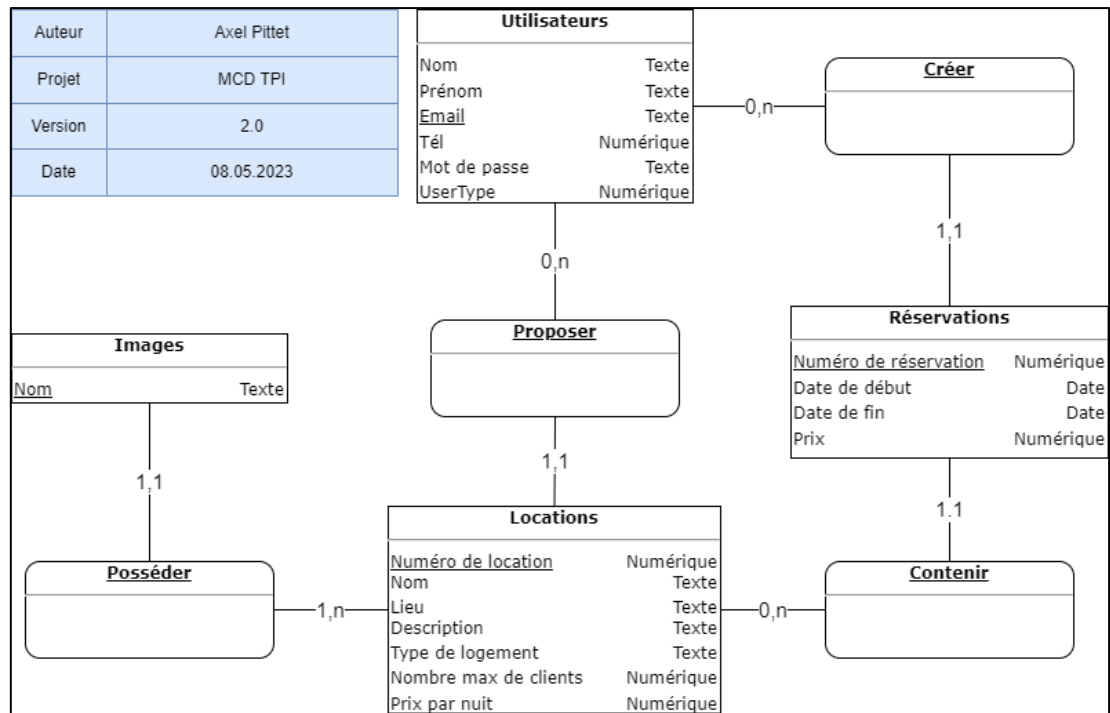 Auteur Axel Pittet
Projet MCD TPI
Version 2.0
Date 08.05.2023
Utilisateurs
Nom Texte
Prénom Texte
Email Texte
Tél Numérique
Mot de passe Texte
UserType Numérique
0,n
Créer
1,1
0,n
Proposer
1,1
Réservations
Numéro de réservation Numérique
Date de début Date
Date de fin Date
Prix Numérique
1.1
Images
Nom Texte
1,1
Posséder
1,n
Locations
Numéro de location Numérique
Nom Texte
Lieu Texte
Description Texte
Type de logement Texte
Nombre max de clients Numérique
Prix par nuit Numérique
0,n
Contenir